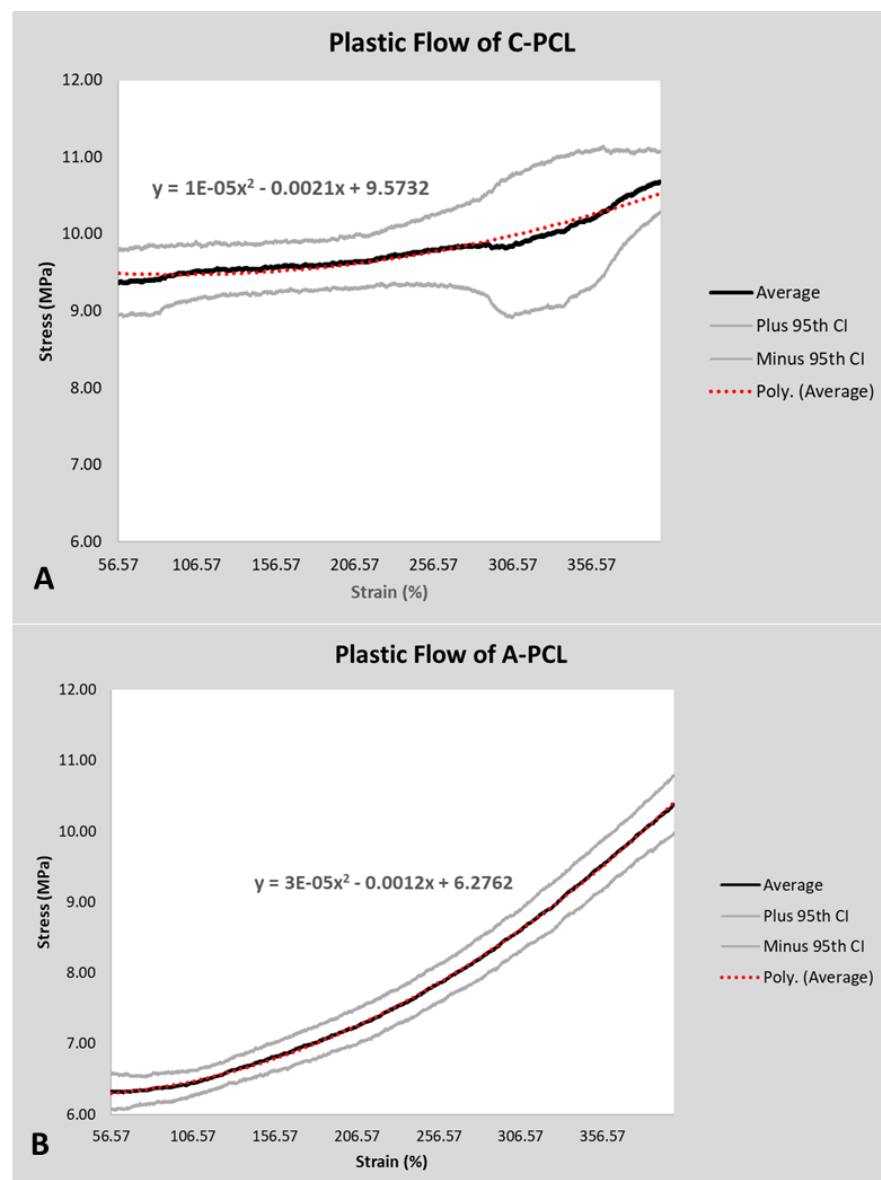 Plastic Flow of C-PCL
12.00
11.00
10.00
9.00
8.00
7.00
6.00
Stress (MPa)
y = 1E-05x² - 0.0021x + 9.5732
56.57 106.57 156.57 206.57 256.57 306.57 356.57
Strain (%)
Average
Plus 95th CI
Minus 95th CI
Poly. (Average)
A
Plastic Flow of A-PCL
12.00
11.00
10.00
9.00
8.00
7.00
6.00
Stress (MPa)
y = 3E-05x² - 0.0012x + 6.2762
56.57 106.57 156.57 206.57 256.57 306.57 356.57
Strain (%)
Average
Plus 95th CI
Minus 95th CI
Poly. (Average)
B